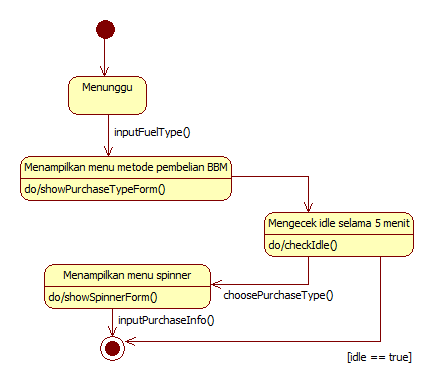 Menunggu
inputFuelType()
Menampilkan menu metode pembelian BBM
do/showPurchaseTypeForm()
Mengecek idle selama 5 menit
do/checkIdle()
Menampilkan menu spinner
do/showSpinnerForm()
choosePurchaseType()
inputPurchaseInfo()
[idle == true]